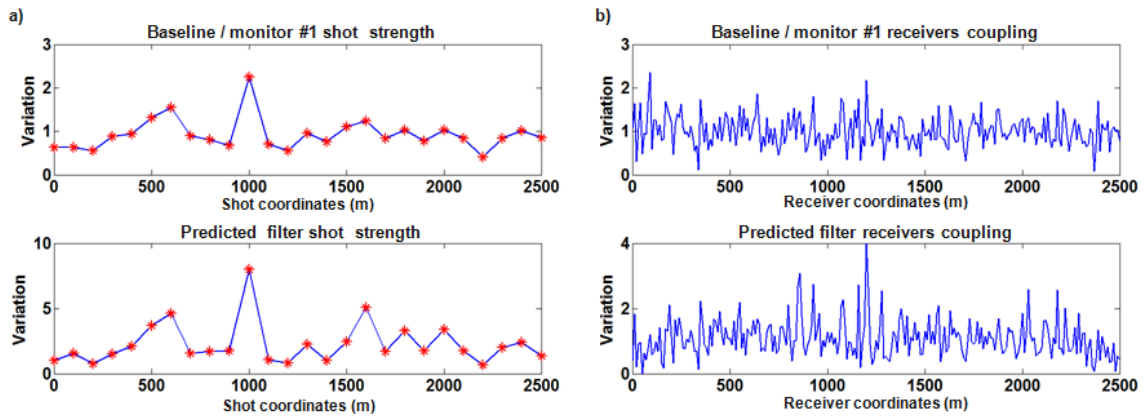 a)
Baseline / monitor #1 shot strength
3
2
1
0
Variation
0 500 1000 1500 2000 2500
Shot coordinates (m)
Predicted filter shot strength
10
5
0
Variation
0 500 1000 1500 2000 2500
Shot coordinates (m)
b)
Baseline / monitor #1 receivers coupling
3
2
1
0
Variation
0 500 1000 1500 2000 2500
Receiver coordinates (m)
Predicted filter receivers coupling
4
2
0
Variation
0 500 1000 1500 2000 2500
Receiver coordinates (m)